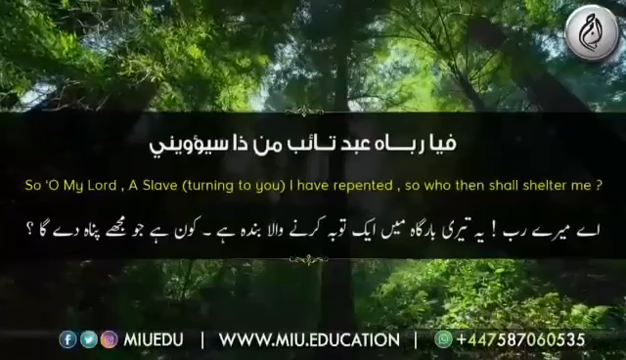 فيا ربـــاه عبد تـائب من ذا سيؤويني
So 'O My Lord , A Slave (turning to you) I have repented , so who then shall shelter me ?
اے میرے رب ! یہ تیری بارگاہ میں ایک توبہ کرنے والا بندہ ہے ۔ کون ہے جو مجھے پناہ دے گا ؟
MIUEDU | WWW.MIU.EDUCATION | +447587060535